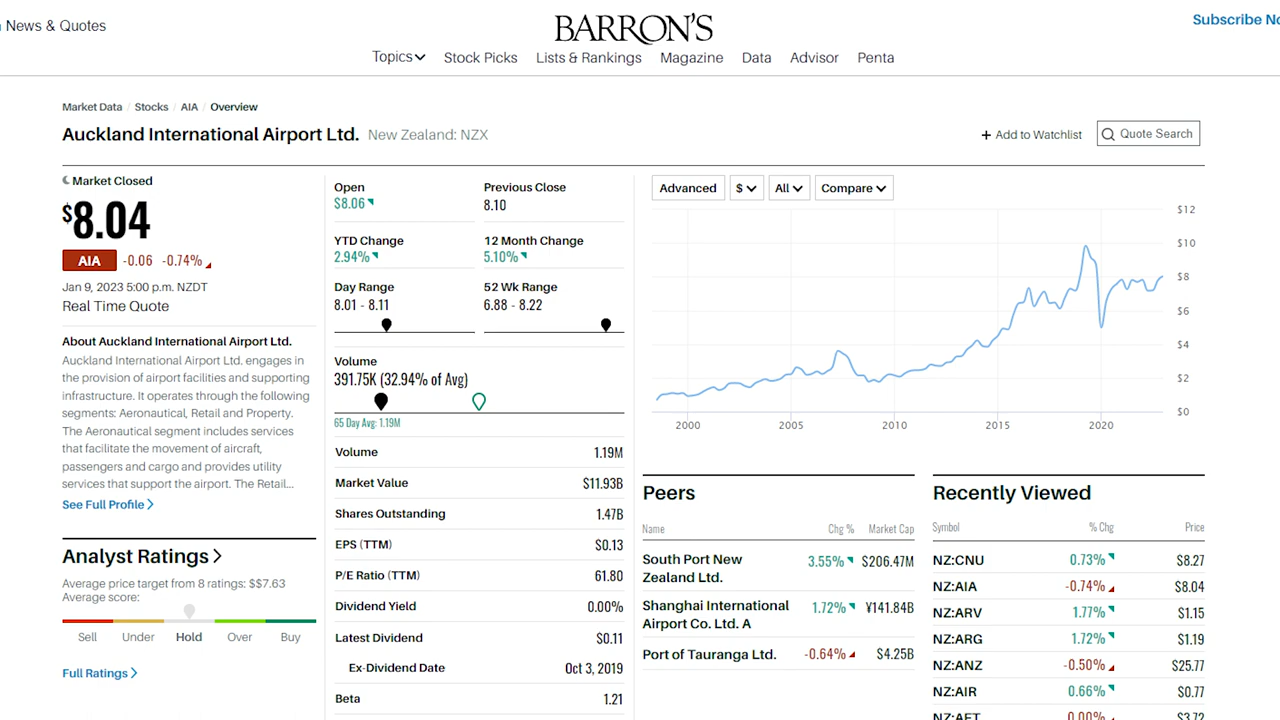 News & Quotes
BARRON'S
Subscribe No
Topics
Stock Picks
Lists & Rankings
Magazine
Data
Advisor
Penta
Market Data / Stocks / AIA / Overview
Auckland International Airport Ltd. New Zealand: NZX
+ Add to Watchlist
Quote Search
Market Closed
$8.04
AIA -0.06 -0.74%
Jan 9, 2023 5:00 p.m. NZDT
Real Time Quote
About Auckland International Airport Ltd.
Auckland International Airport Ltd. engages in
the provision of airport facilities and supporting
infrastructure. It operates through the following
segments: Aeronautical, Retail and Property.
The Aeronautical segment includes services
that facilitate the movement of aircraft,
passengers and cargo and provides utility
services that support the airport. The Retail...
See Full Profile
Analyst Ratings
Average price target from 8 ratings: $$7.63
Average score:
Sell Under Hold Over Buy
Full Ratings
Open
$8.06
Previous Close
8.10
YTD Change
2.94%
12 Month Change
5.10%
Day Range
8.01 - 8.11
52 Wk Range
6.88 - 8.22
Volume
391.75K (32.94% of Avg)
65 Day Avg: 1.19M
Volume 1.19M
Market Value $11.93B
Shares Outstanding 1.47B
EPS (TTM) $0.13
P/E Ratio (TTM) 61.80
Dividend Yield 0.00%
Latest Dividend $0.11
Ex-Dividend Date Oct 3, 2019
Beta 1.21
Advanced
$
All
Compare
$12
$10
$8
$6
$4
$2
$0
2000 2005 2010 2015 2020
Peers
Name Chg % Market Cap
South Port New 3.55% $206.47M
Zealand Ltd.
Shanghai International 1.72% ¥141.84B
Airport Co. Ltd. A
Port of Tauranga Ltd. -0.64% $4.25B
Recently Viewed
Symbol % Chg Price
NZ:CNU 0.73% $8.27
NZ:AIA -0.74% $8.04
NZ:ARV 1.77% $1.15
NZ:ARG 1.72% $1.19
NZ:ANZ -0.50% $25.77
NZ:AIR 0.66% $0.77
NZ:AFT 0.00% $3.72